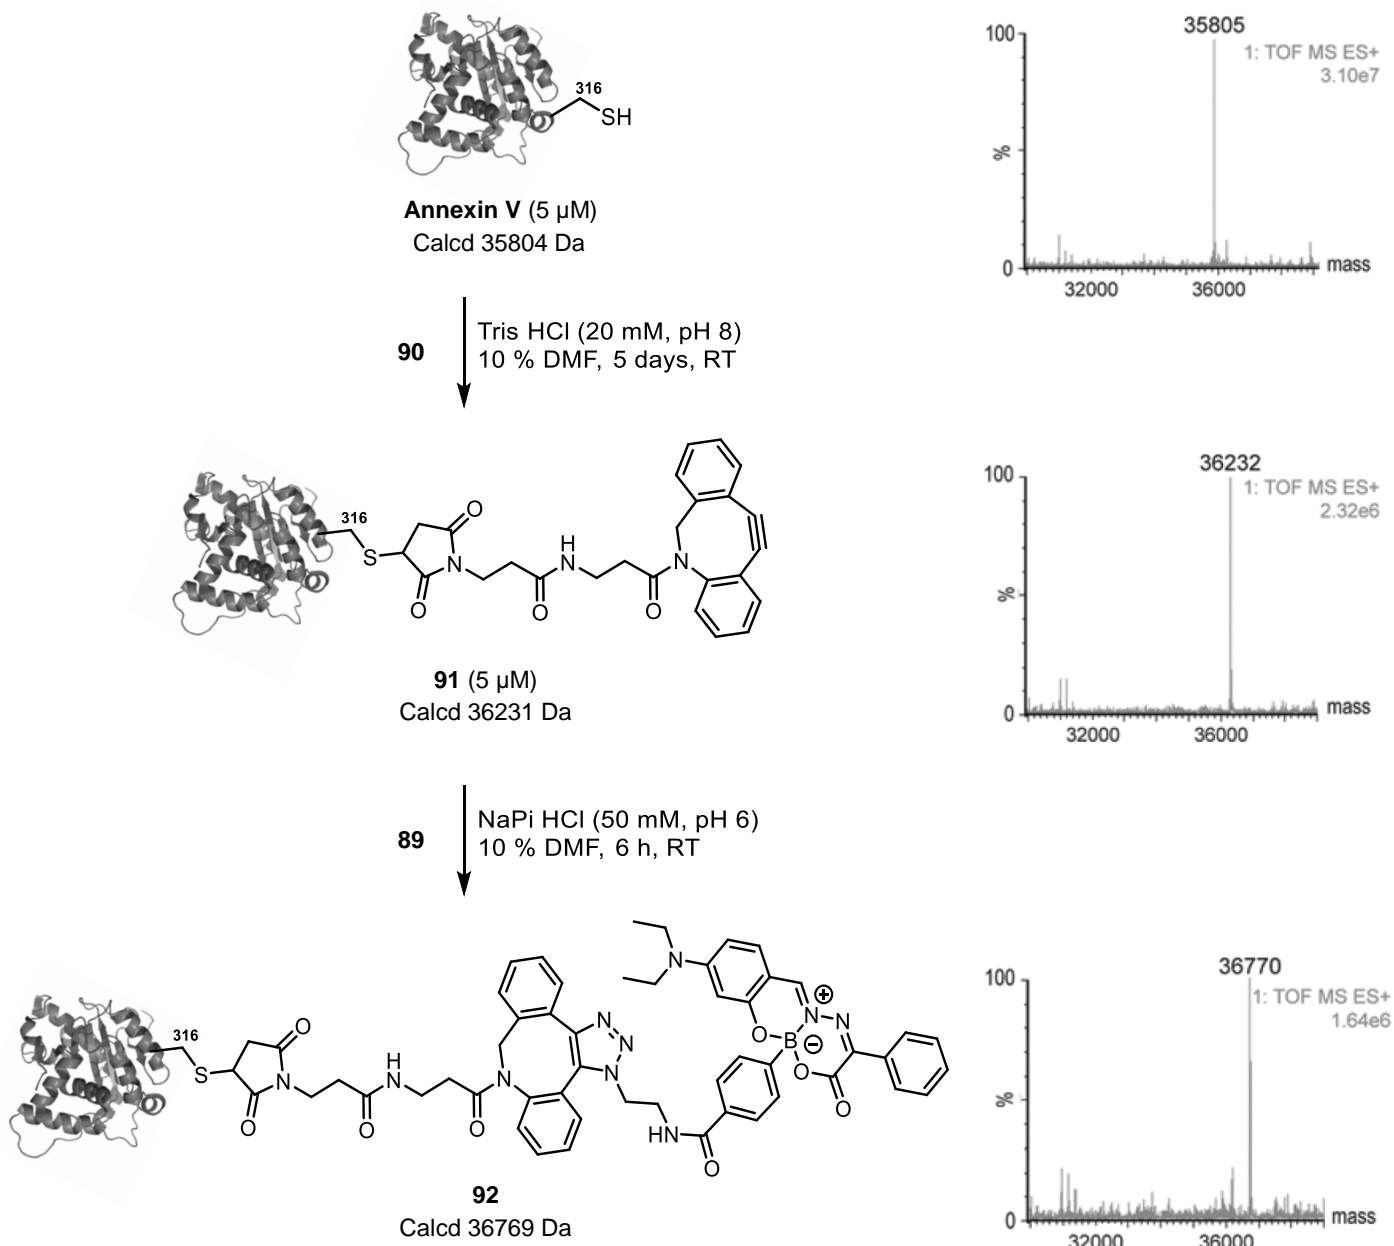 316
SH
Annexin V (5 µM)
Calcd 35804 Da
35805
100
1: TOF MS ES+
3.10e7
%
0
mass
32000 36000
90
Tris HCl (20 mM, pH 8)
10 % DMF, 5 days, RT
316
S
O
N
O
O
H
N
O
N
91 (5 µM)
Calcd 36231 Da
36232
100
1: TOF MS ES+
2.32e6
%
0
mass
32000 36000
89
NaPi HCl (50 mM, pH 6)
10 % DMF, 6 h, RT
316
S
O
N
O
O
H
N
O
N
N
N
N
HN
O
N
O
B
⊖
N
⊕
N
O
O
92
Calcd 36769 Da
36770
100
1: TOF MS ES+
1.64e6
%
0
mass
32000 36000